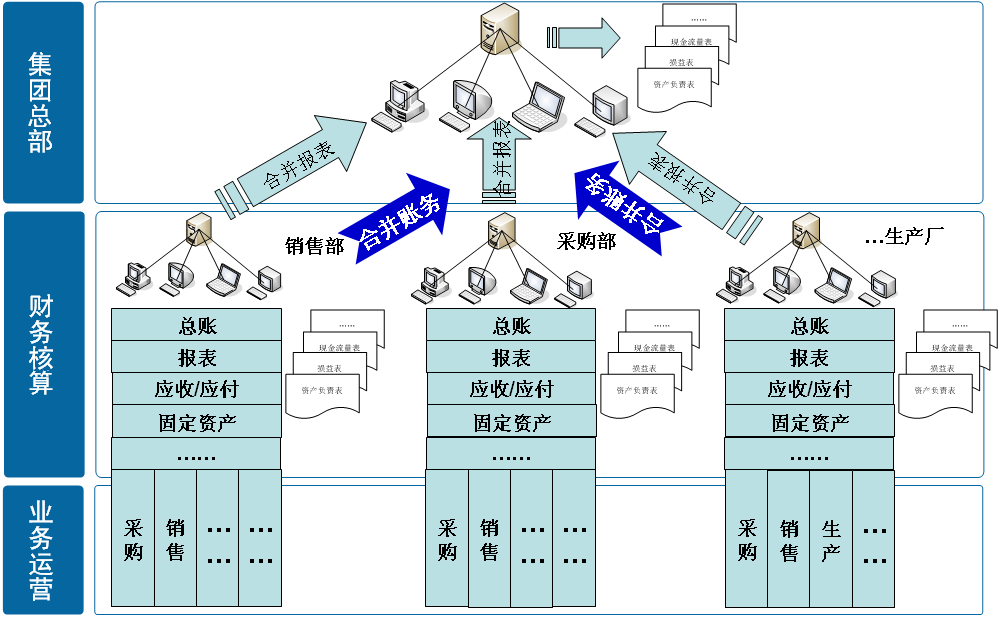 集团总部
......
现金流量表
损益表
资产负责表
合并报表
合并报表
合并报表
合并账务
合并账务
财务核算
销售部
采购部
...生产厂
总账
报表
应收/应付
固定资产
......
......
现金流量表
损益表
资产负责表
总账
报表
应收/应付
固定资产
......
......
现金流量表
损益表
资产负责表
总账
报表
应收/应付
固定资产
......
......
现金流量表
损益表
资产负责表
业务运营
采购
销售
......
......
采购
销售
......
......
采购
销售
生产
......